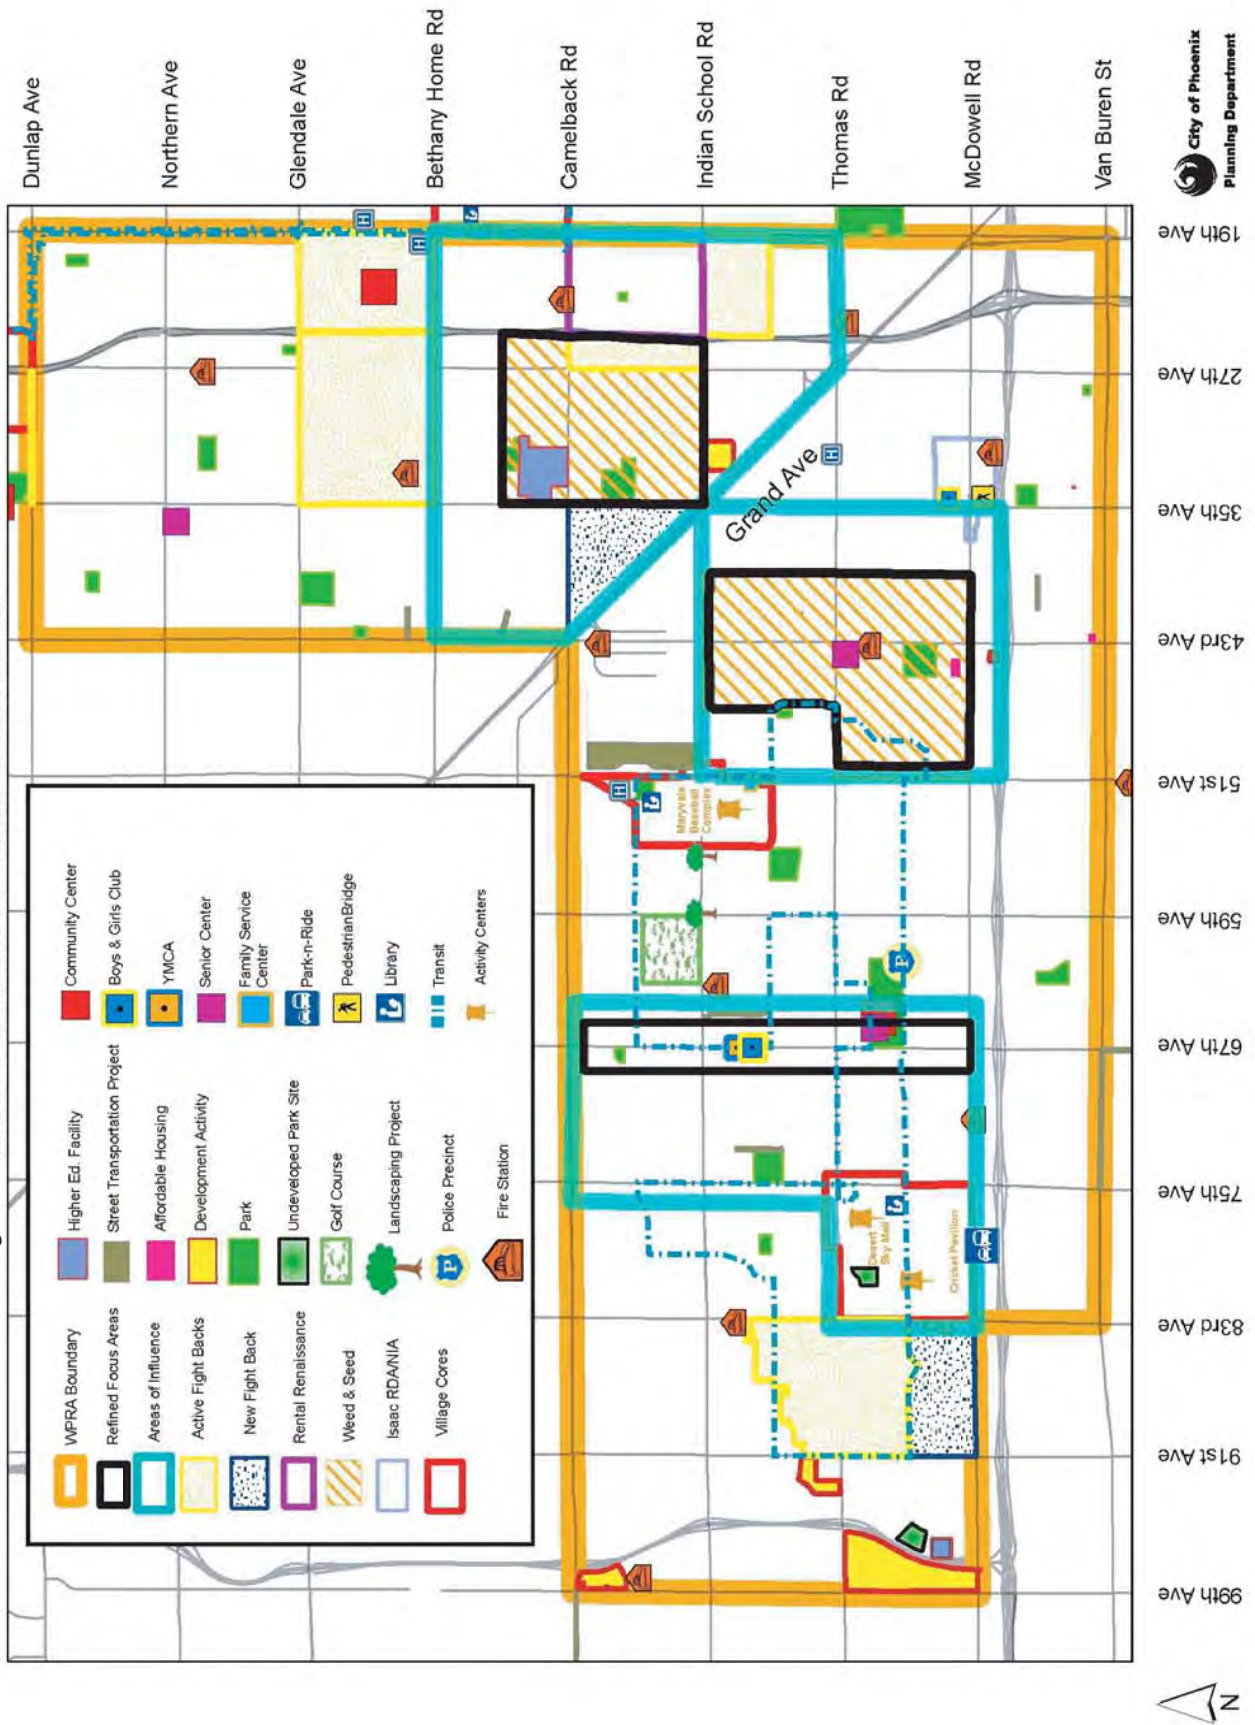 Dunlap Ave
Northern Ave
Glendale Ave
Bethany Home Rd
Camelback Rd
Indian School Rd
Thomas Rd
McDowell Rd
Van Buren St
City of Phoenix
Planning Department
19th Ave
27th Ave
35th Ave
43rd Ave
51st Ave
59th Ave
67th Ave
75th Ave
83rd Ave
91st Ave
99th Ave
Grand Ave
H
H
H
H
Maryvale
Baseball
Complex
P
Desert
Sky Mall
Cricket Pavilion
WPRA Boundary
Refined Focus Areas
Areas of Influence
Active Fight Backs
New Fight Back
Rental Renaissance
Weed & Seed
Isaac RDA/NIA
Village Cores
Higher Ed. Facility
Street Transportation Project
Affordable Housing
Development Activity
Park
Undeveloped Park Site
Golf Course
Landscaping Project
P
Police Precinct
Fire Station
Community Center
Boys & Girls Club
YMCA
Senior Center
Family Service
Center
Park-n-Ride
PedestrianBridge
Library
Transit
Activity Centers
N